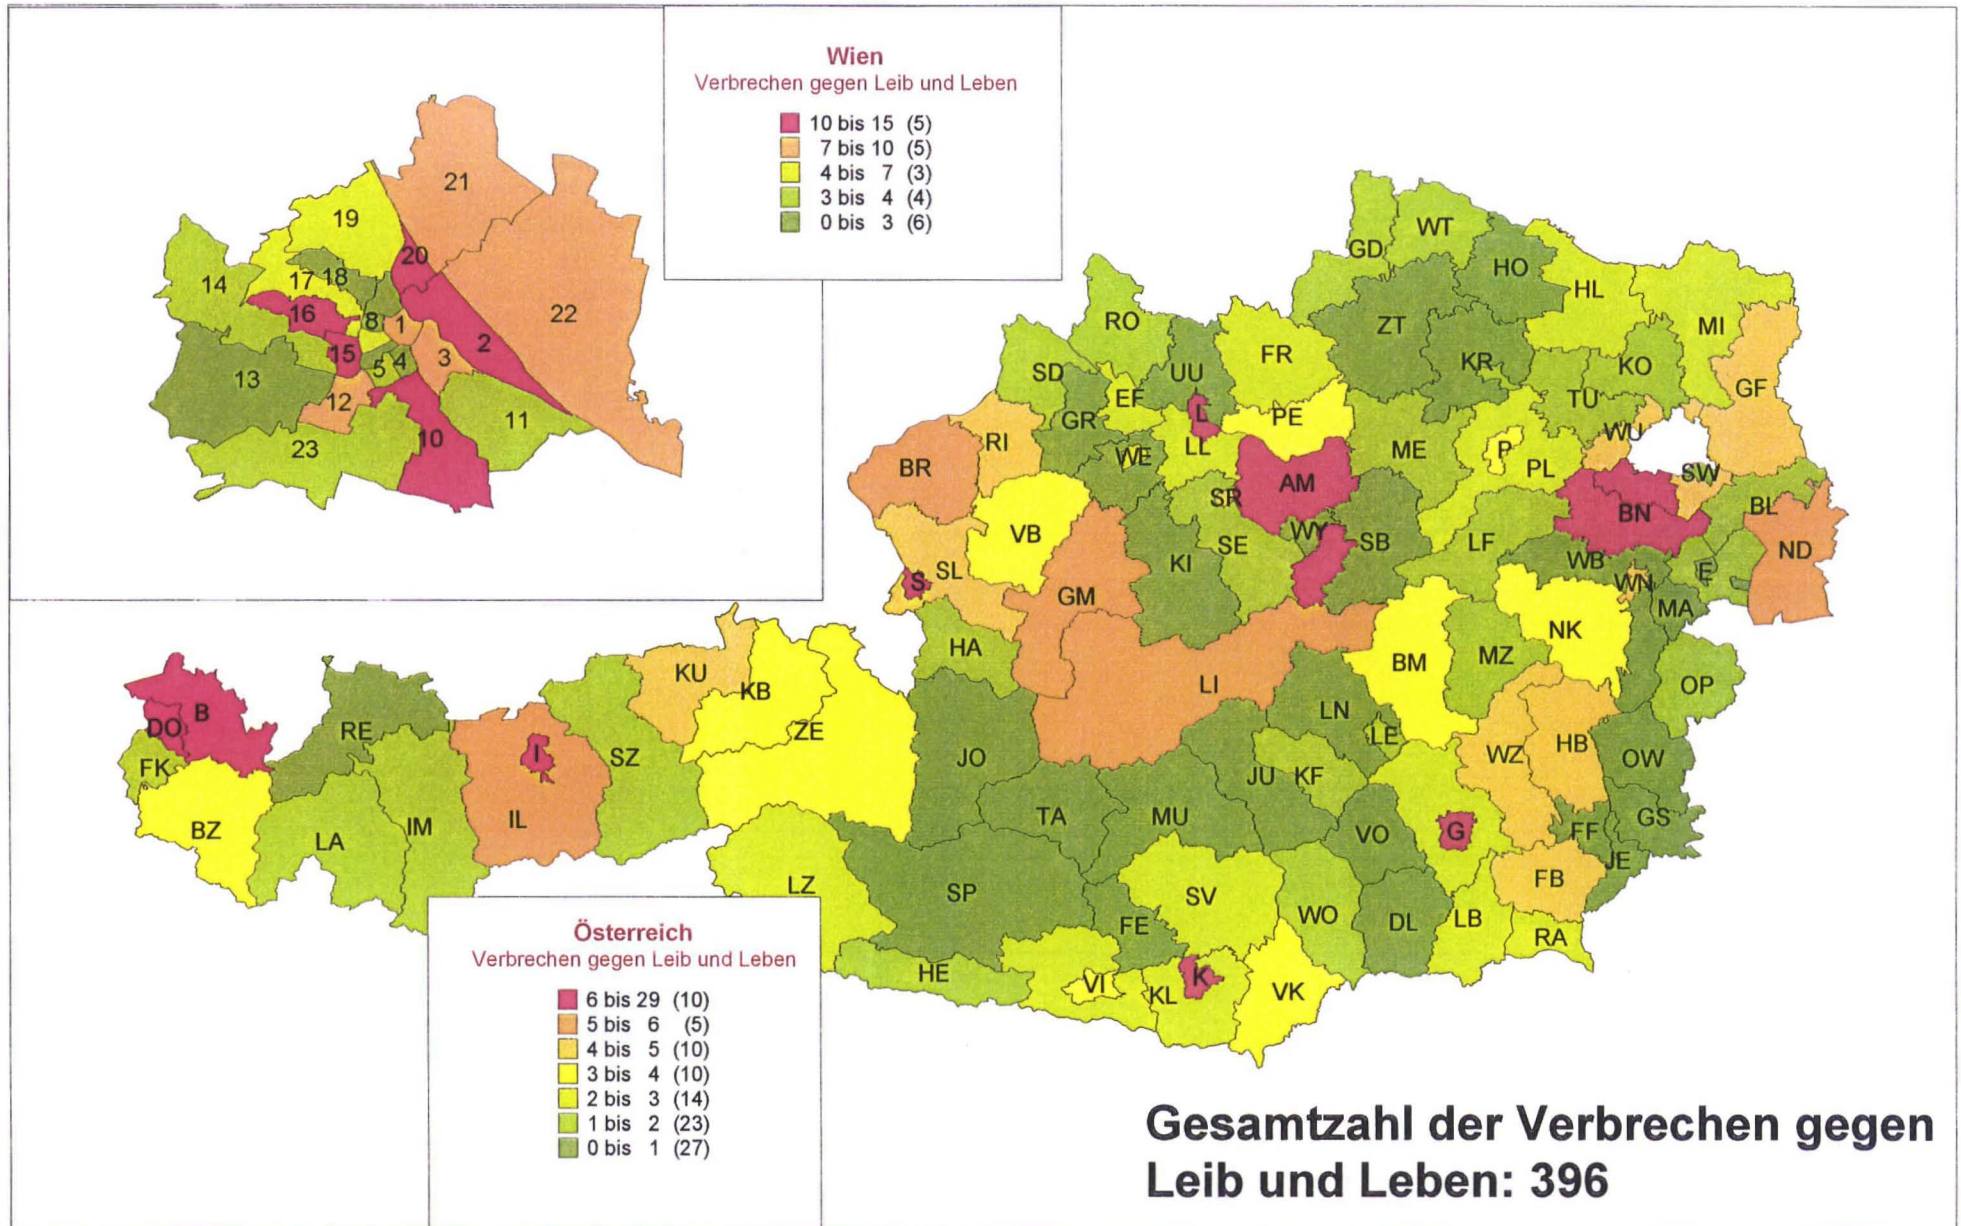 Wien
Verbrechen gegen Leib und Leben
10 bis 15 (5)
7 bis 10 (5)
4 bis 7 (3)
3 bis 4 (4)
0 bis 3 (6)
21
19
20
14
17 18
16
22
8 1
15
2
3
5 4
13
12
11
10
23
WT
GD
HO
HL
RO
ZT
MI
FR
KR
KO
SD
UU
GF
EF
TU
L
PE
GR
WU
RI
LL
ME
P
WE
PL
BR
SW
AM
SR
BL
BN
VB
WY
SB
LF
SE
ND
KI
WB
SL
E
S
WN
GM
MA
NK
HA
MZ
BM
KU
OP
LI
KB
B
LN
DO
RE
ZE
LE
HB
I
WZ
SZ
JO
OW
FK
JU KF
TA
MU
GS
IL
IM
BZ
G
FF
VO
LA
JE
FB
LZ
SP
SV
WO
LB
DL
FE
RA
HE
K
VI
VK
KL
Österreich
Verbrechen gegen Leib und Leben
6 bis 29 (10)
5 bis 6 (5)
4 bis 5 (10)
3 bis 4 (10)
2 bis 3 (14)
1 bis 2 (23)
0 bis 1 (27)
Gesamtzahl der Verbrechen gegen
Leib und Leben: 396